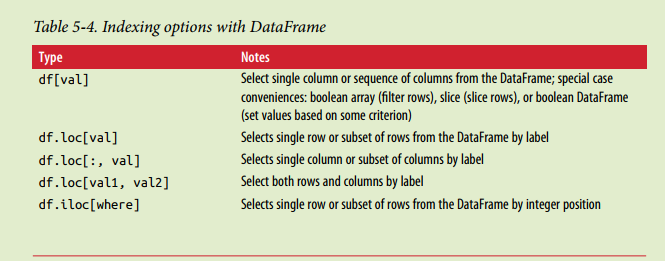 Table 5-4. Indexing options with DataFrame
Type Notes
df[val] Select single column or sequence of columns from the DataFrame; special case
conveniences: boolean array (filter rows), slice (slice rows), or boolean DataFrame
(set values based on some criterion)
df.loc[val] Selects single row or subset of rows from the DataFrame by label
df.loc[:, val] Selects single column or subset of columns by label
df.loc[val1, val2] Select both rows and columns by label
df.iloc[where] Selects single row or subset of rows from the DataFrame by integer position